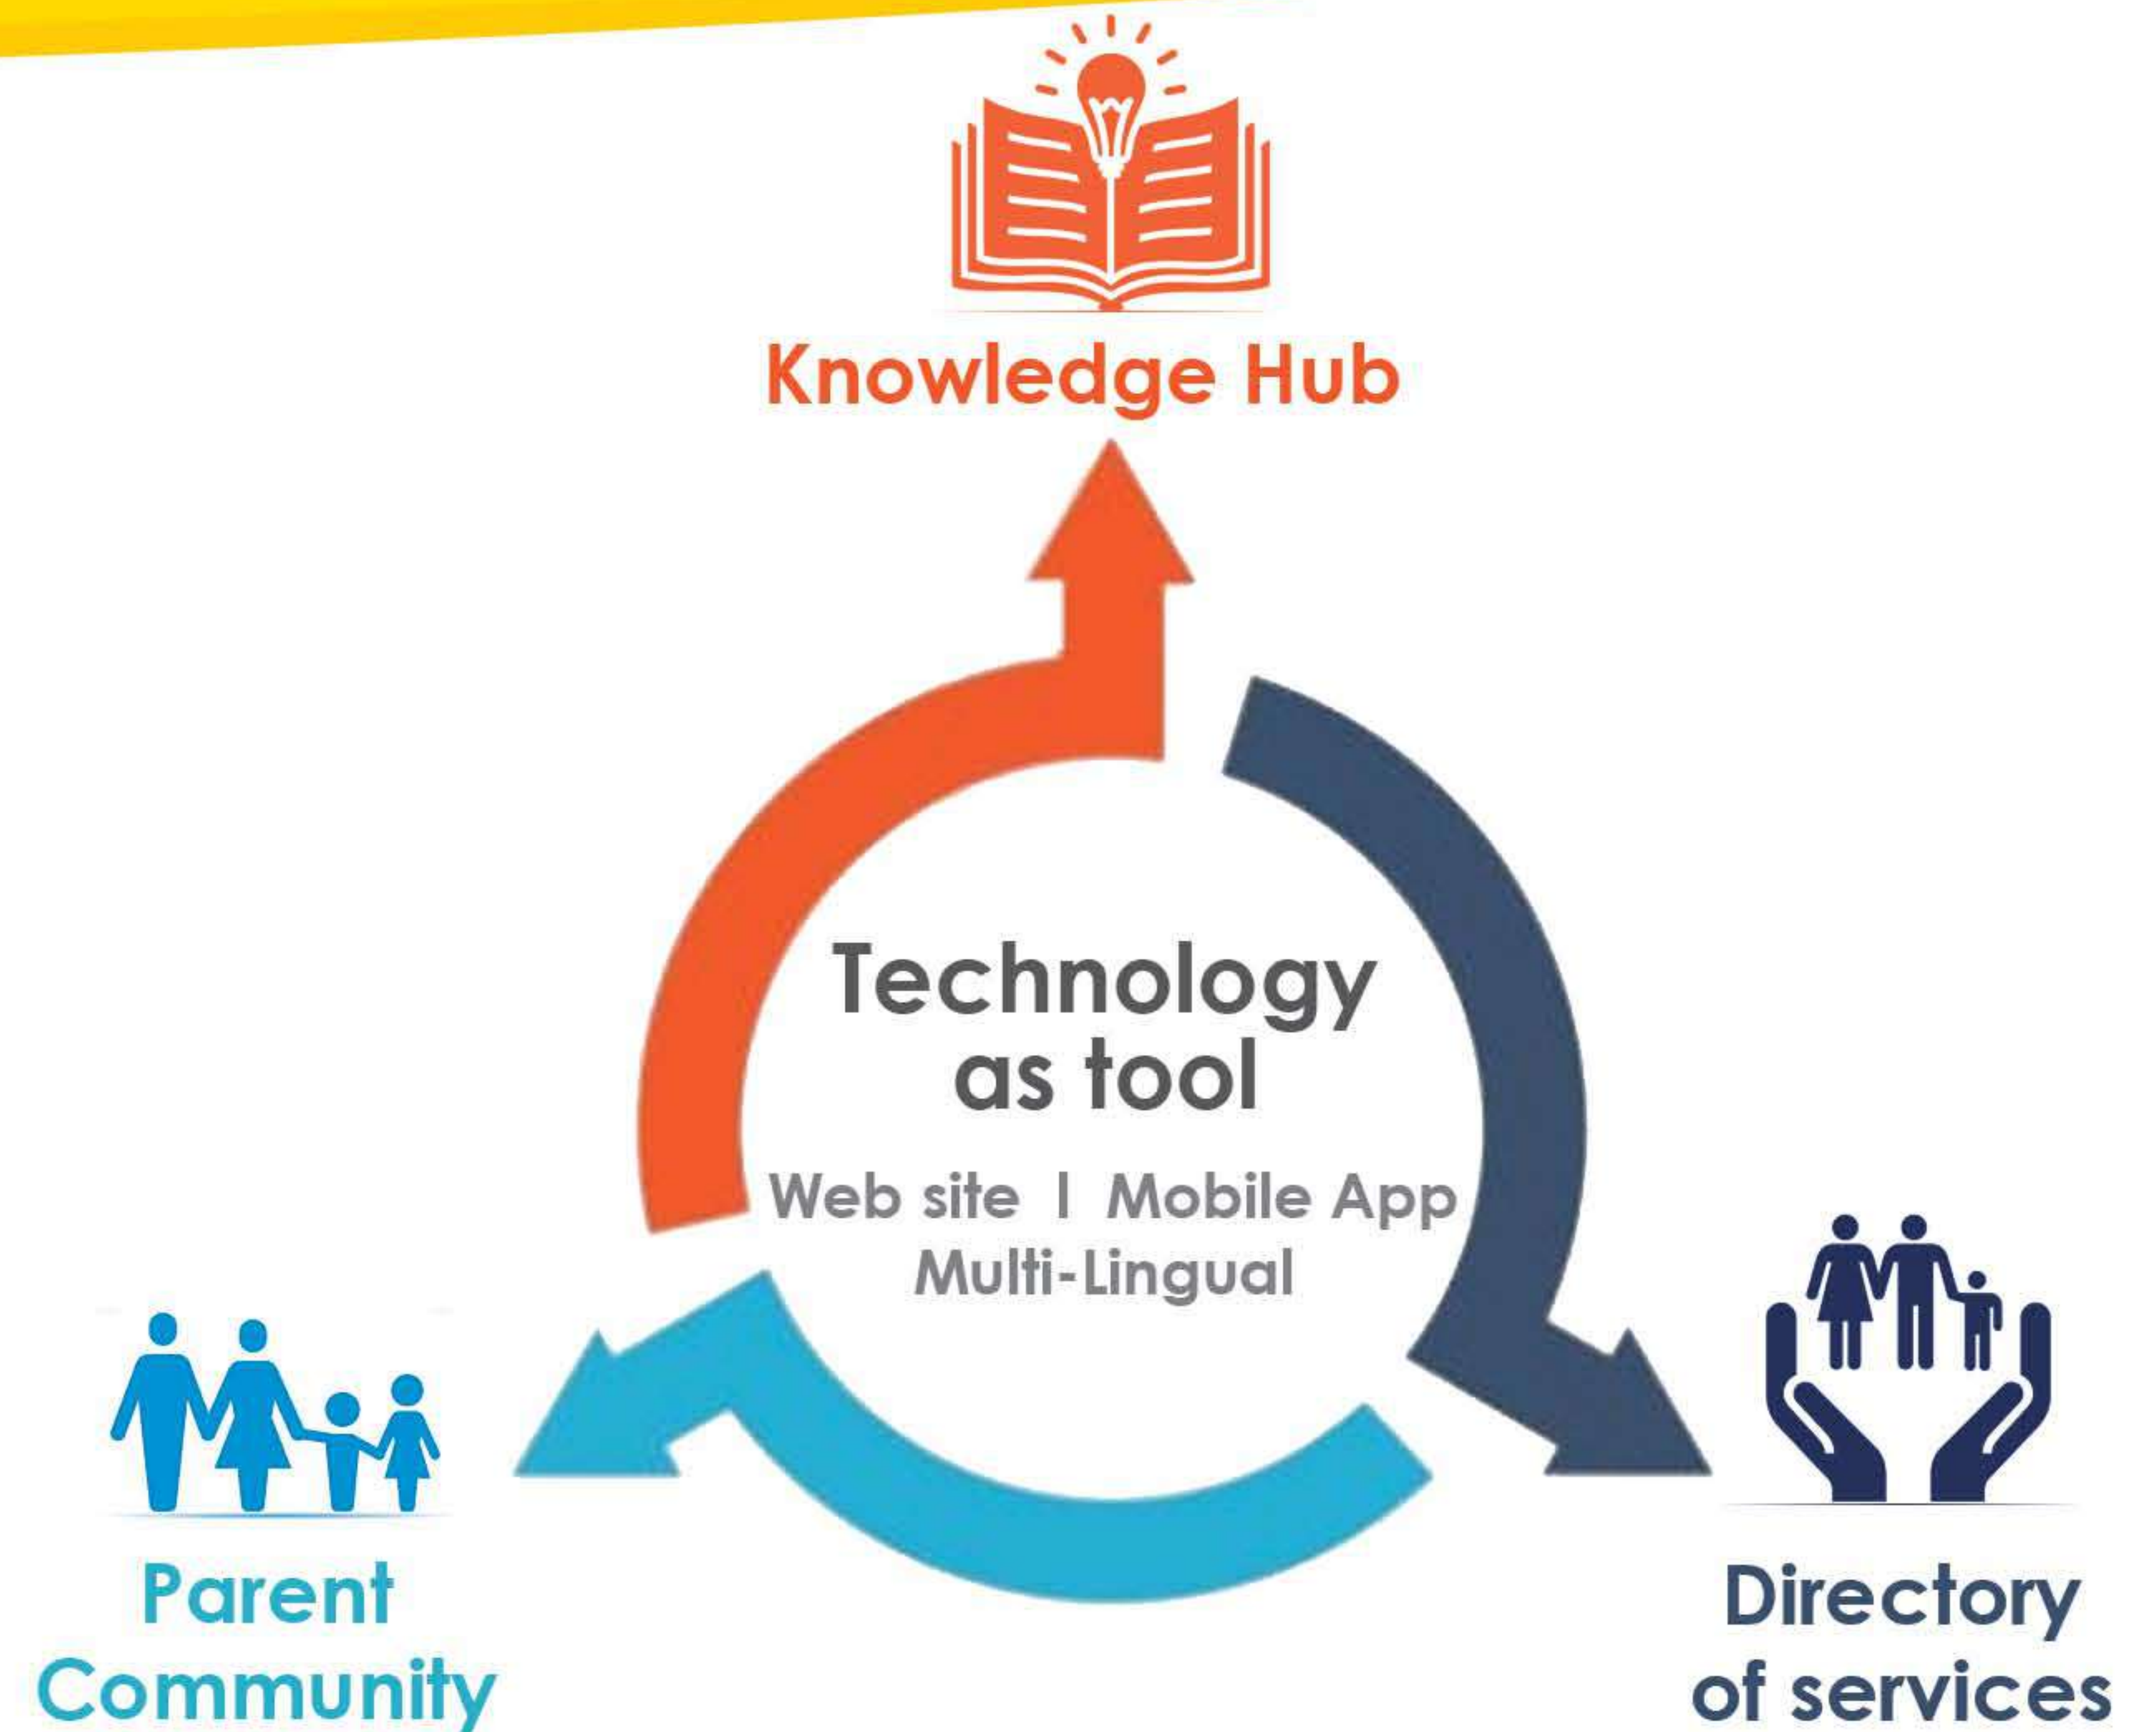 Knowledge Hub
Technology
as tool
Web site | Mobile App
Multi-Lingual
Parent
Community
Directory
of services